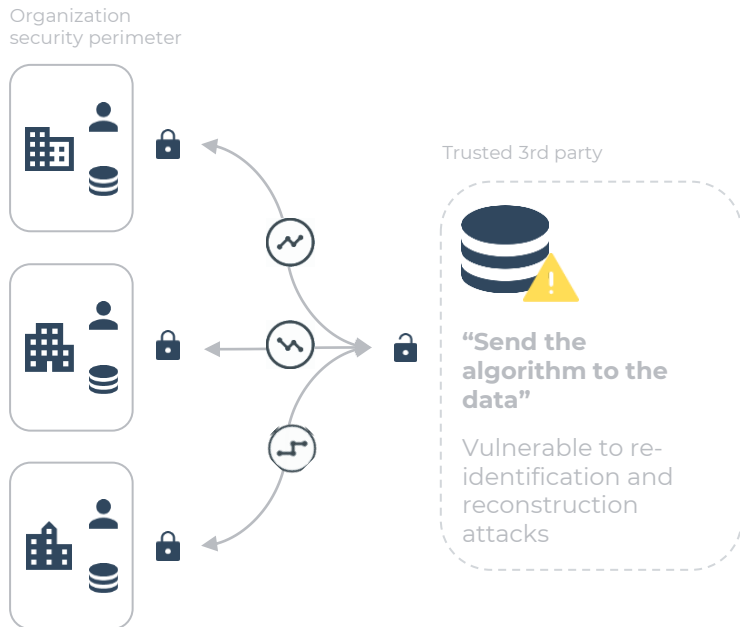 Organization
security perimeter
Trusted 3rd party
“Send the
algorithm to the
data”
Vulnerable to re-
identification and
reconstruction
attacks